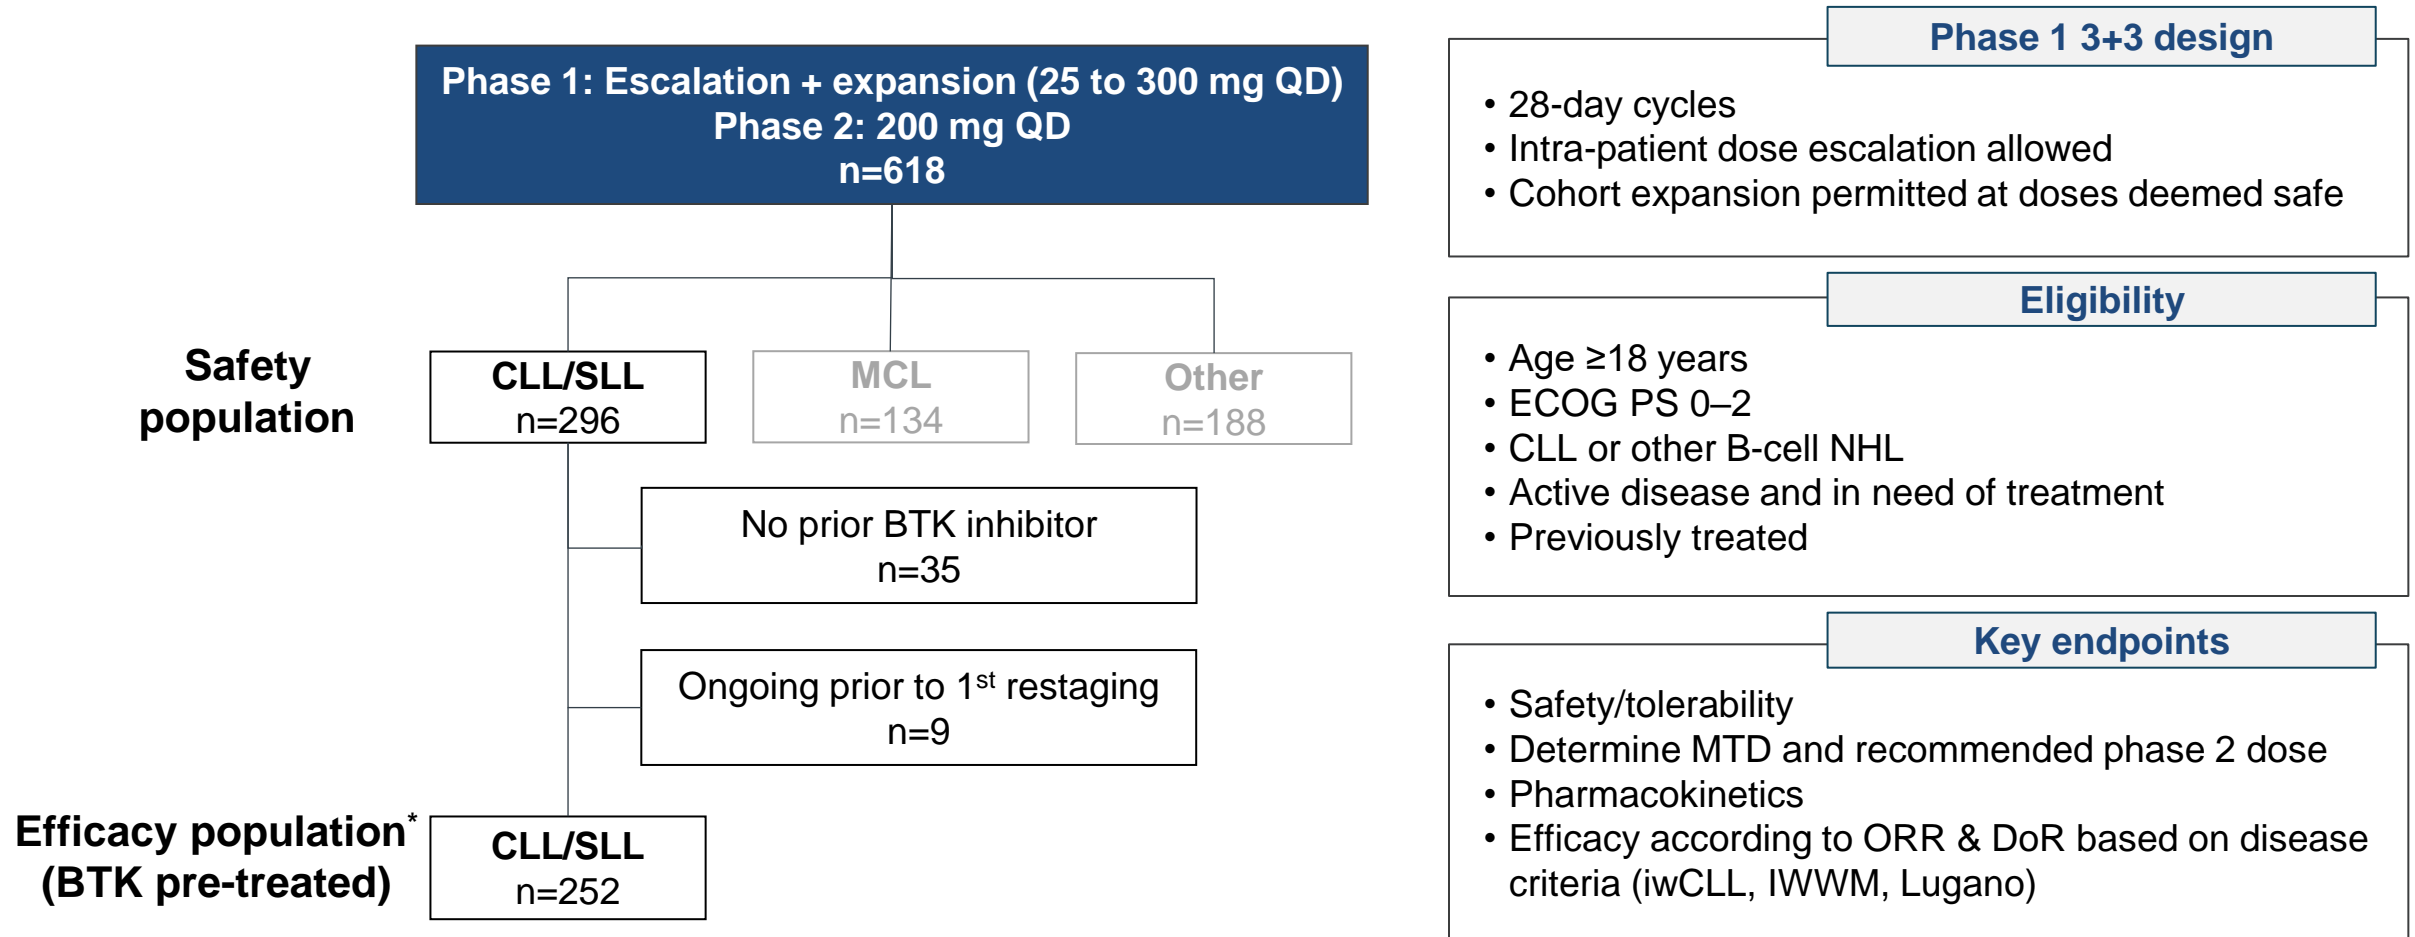 Phase 1: Escalation + expansion (25 to 300 mg QD)
Phase 2: 200 mg QD
n=618
Safety
population
CLL/SLL
n=296
MCL
n=134
Other
n=188
No prior BTK inhibitor
n=35
Ongoing prior to 1st restaging
n=9
Efficacy population*
(BTK pre-treated)
CLL/SLL
n=252
Phase 1 3+3 design
• 28-day cycles
• Intra-patient dose escalation allowed
• Cohort expansion permitted at doses deemed safe
Eligibility
• Age ≥18 years
• ECOG PS 0–2
• CLL or other B-cell NHL
• Active disease and in need of treatment
• Previously treated
Key endpoints
• Safety/tolerability
• Determine MTD and recommended phase 2 dose
• Pharmacokinetics
• Efficacy according to ORR & DoR based on disease
criteria (iwCLL, IWWM, Lugano)